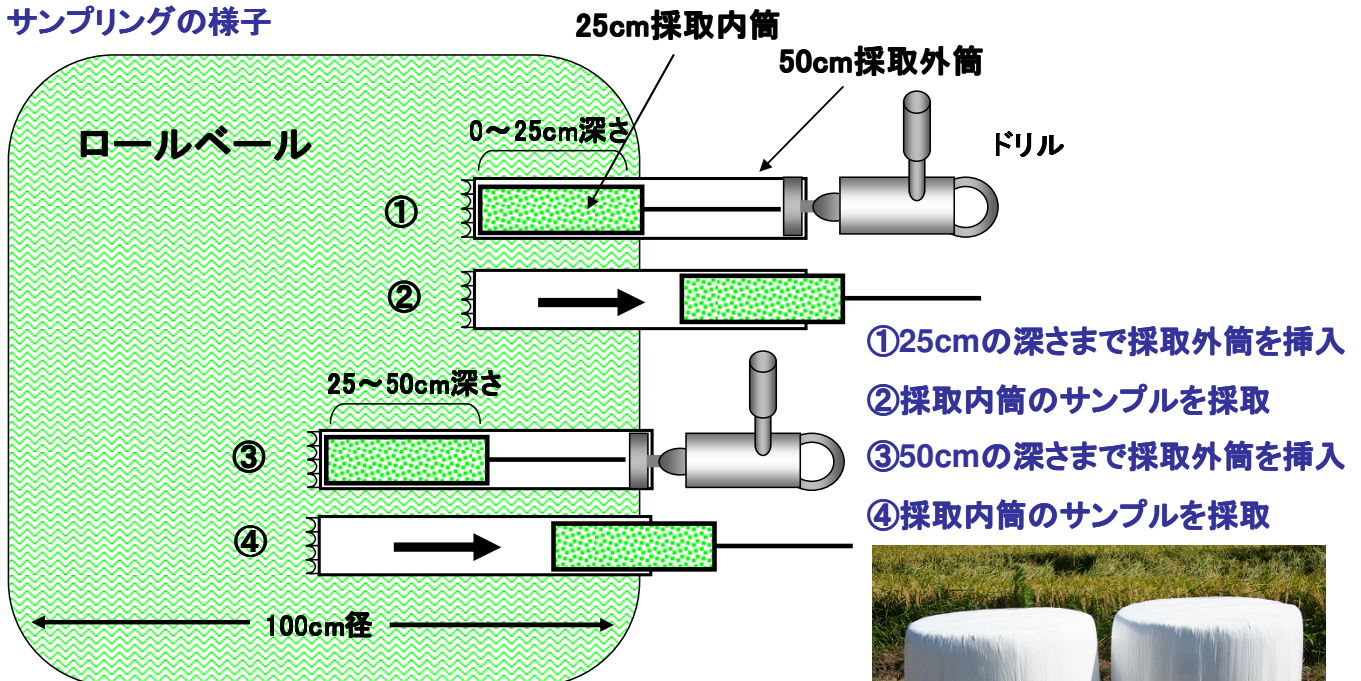 サンプリングの様子
25cm採取内筒
50cm採取外筒
ロールベール
0～25cm深さ
ドリル
①
②
①25cmの深さまで採取外筒を挿入
25～50cm深さ
②採取内筒のサンプルを採取
③
③50cmの深さまで採取外筒を挿入
④
④採取内筒のサンプルを採取
100cm径